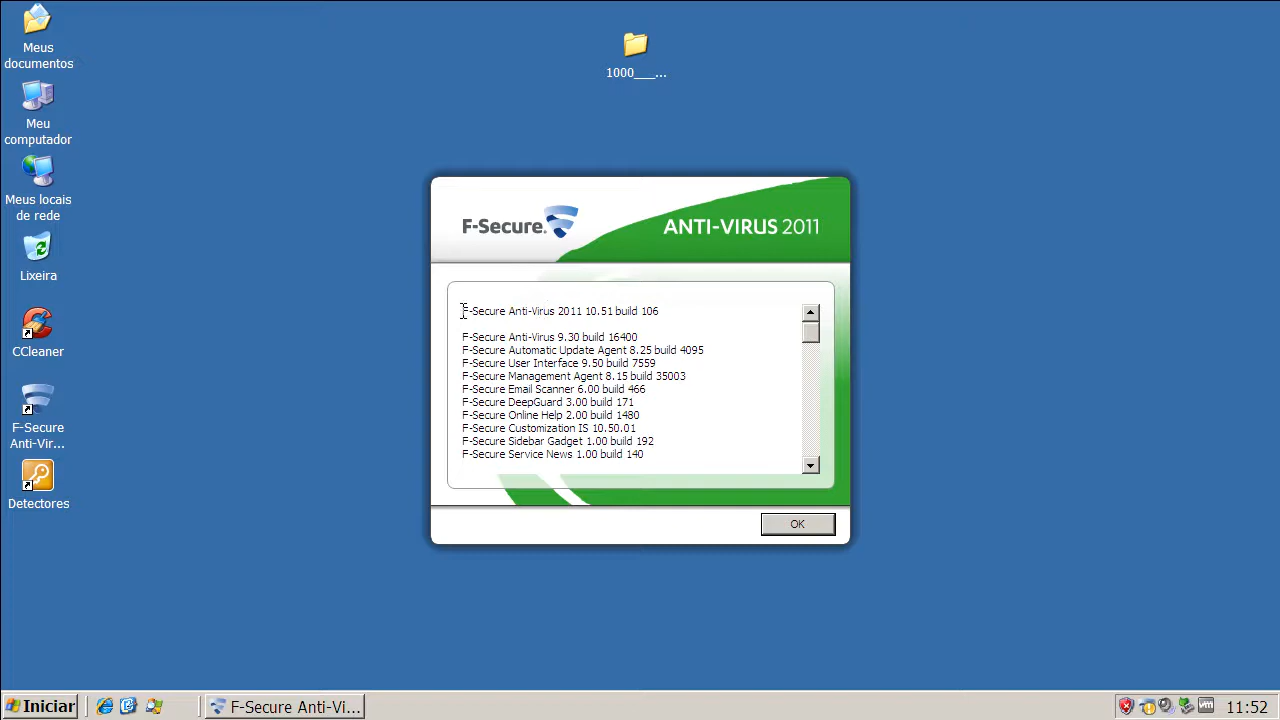 Meus
documentos
1000___...
Meu
computador
Meus locais
de rede
Lixeira
CCleaner
F-Secure
Anti-Vir...
Detectores
F-Secure.
ANTI-VIRUS 2011
F-Secure Anti-Virus 2011 10.51 build 106
F-Secure Anti-Virus 9.30 build 16400
F-Secure Automatic Update Agent 8.25 build 4095
F-Secure User Interface 9.50 build 7559
F-Secure Management Agent 8.15 build 35003
F-Secure Email Scanner 6.00 build 466
F-Secure DeepGuard 3.00 build 171
F-Secure Online Help 2.00 build 1480
F-Secure Customization IS 10.50.01
F-Secure Sidebar Gadget 1.00 build 192
F-Secure Service News 1.00 build 140
OK
Iniciar
F-Secure Anti-Vi...
vm
11:52